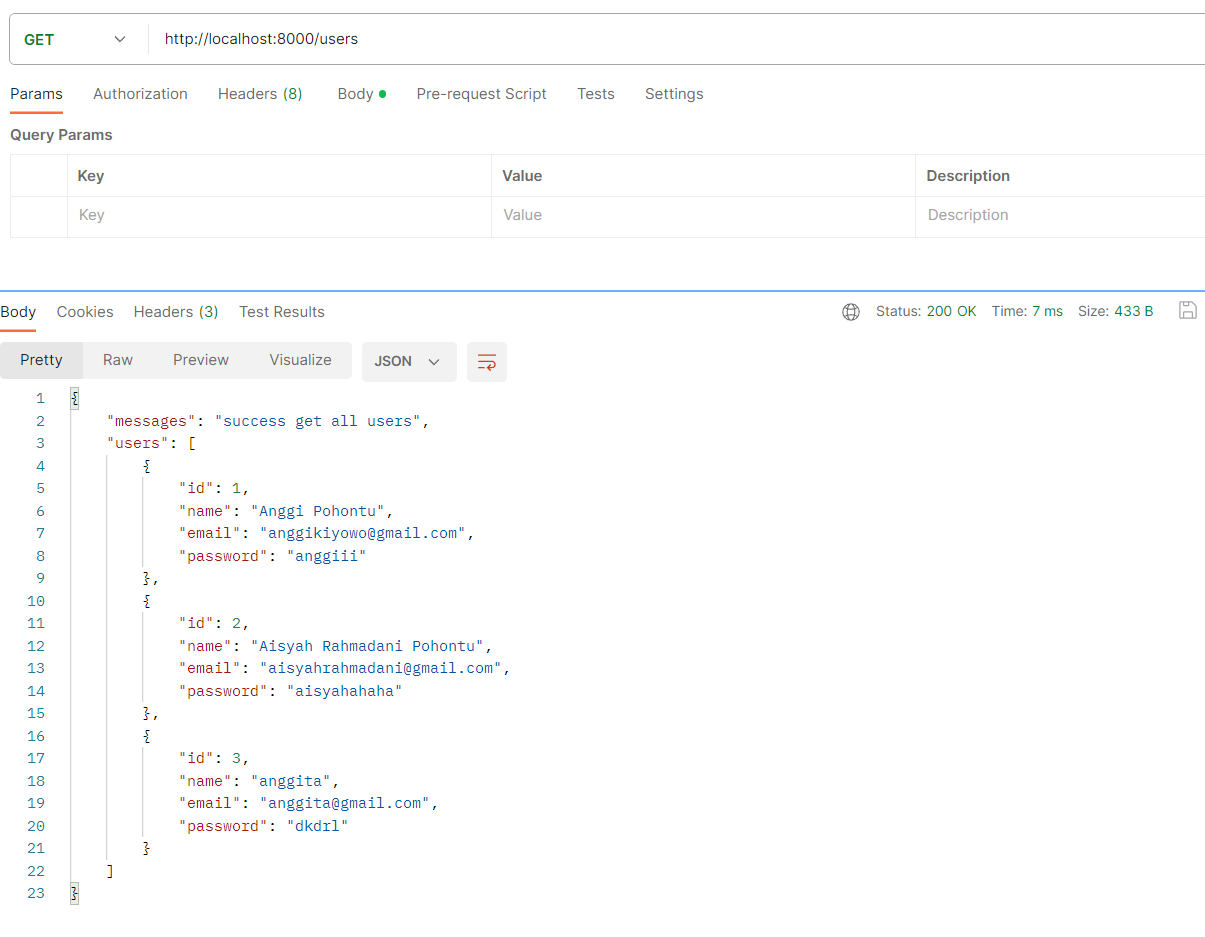 GET http://localhost:8000/users
Params Authorization Headers (8) Body Pre-request Script Tests Settings
Query Params
Key Value Description
Key Value Description
Body Cookies Headers (3) Test Results Status: 200 OK Time: 7 ms Size: 433 B
Pretty Raw Preview Visualize JSON
1 {
2 "messages": "success get all users",
3 "users": [
4 {
5 "id": 1,
6 "name": "Anggi Pohontu",
7 "email": "anggikiyowo@gmail.com",
8 "password": "anggiii"
9 },
10 {
11 "id": 2,
12 "name": "Aisyah Rahmadani Pohontu",
13 "email": "aisyahrahmadani@gmail.com",
14 "password": "aisyahahaha"
15 },
16 {
17 "id": 3,
18 "name": "anggita",
19 "email": "anggita@gmail.com",
20 "password": "dkdrl"
21 }
22 ]
23 }